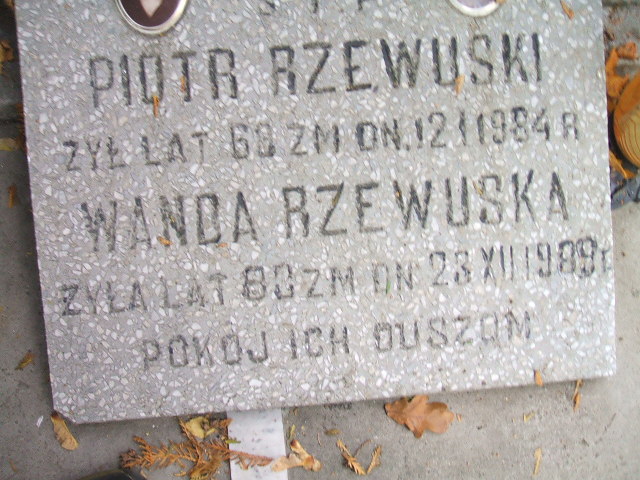 Ś P
PIOTR RZEWUSKI
ŻYŁ LAT 60 ZM DN. 12 I 1984 R
WANDA RZEWUSKA
ŻYŁA LAT 80 ZM DN 23 XII 1989 r
POKÓJ ICH DUSZOM